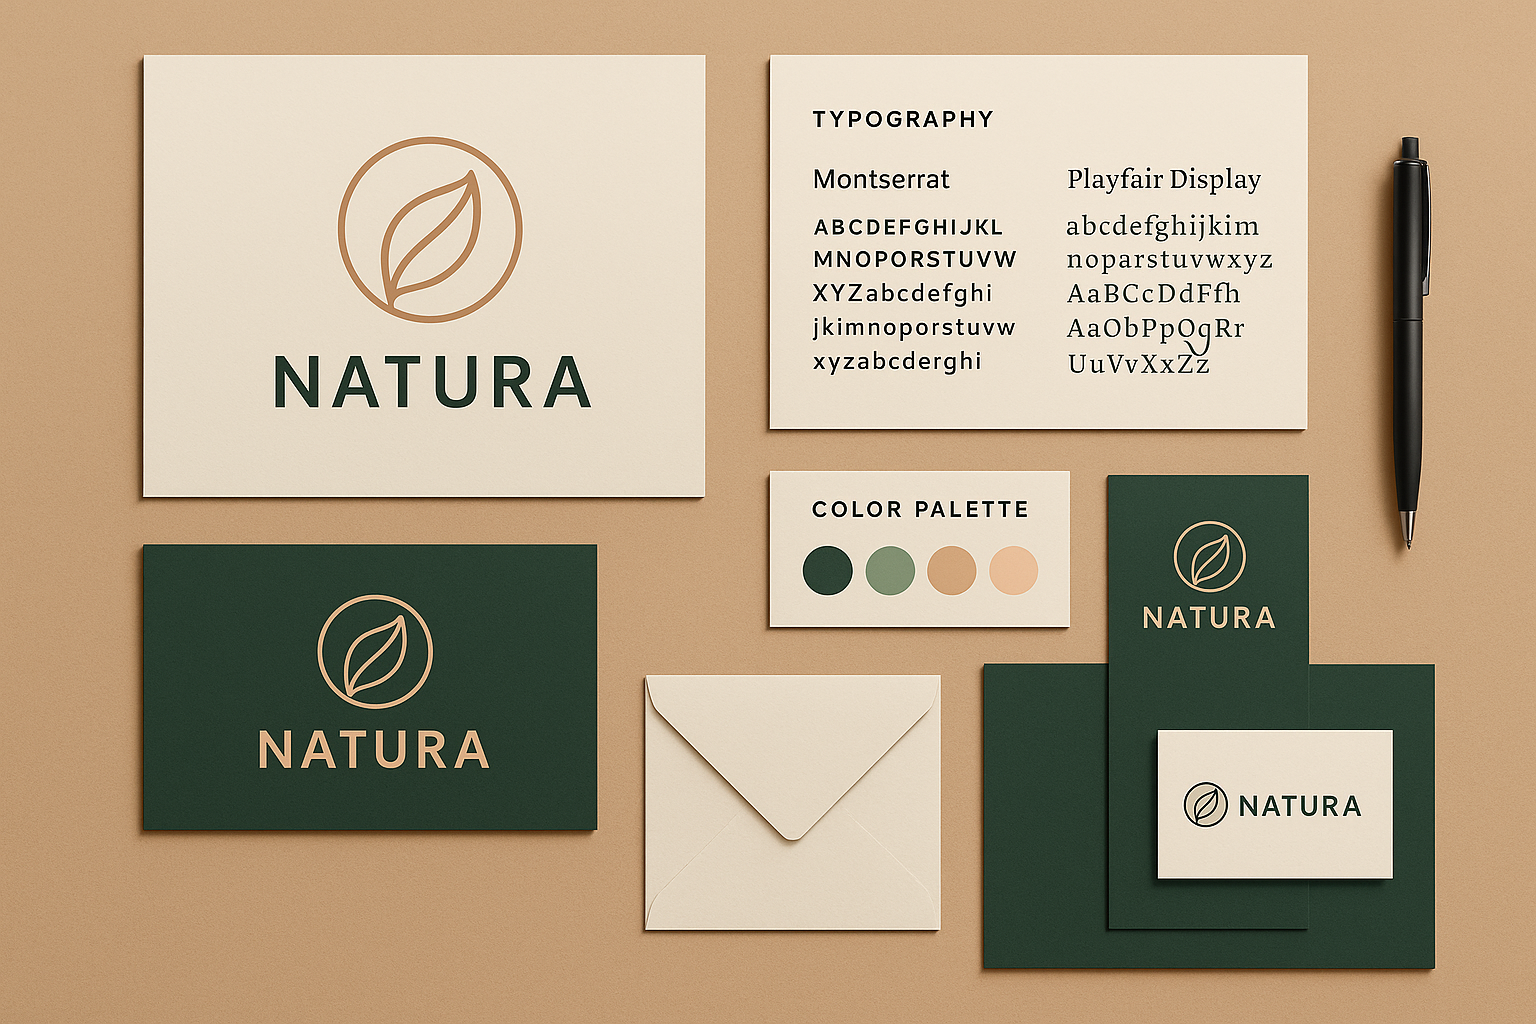 NATURA
TYPOGRAPHY
Montserrat
ABCDEFGHIJKL
MNOPORSTUVW
XYZabcdefghi
jkimnoporstuvw
xyzabcderghi
Playfair Display
abcdefghijkim
noparstuvwxyz
AaBCcDdFfh
AaObPpQgRr
UuVvXxZz
COLOR PALETTE
NATURA
NATURA
NATURA